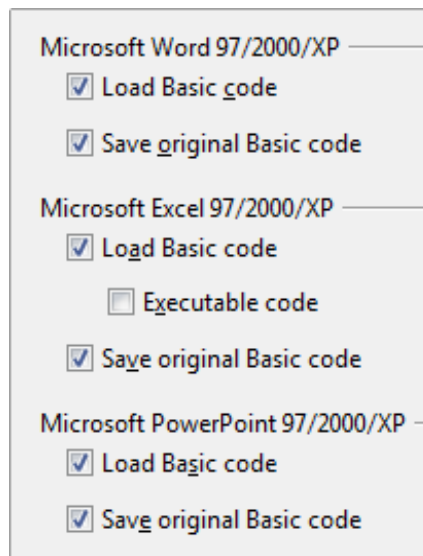 Microsoft Word 97/2000/XP
Load Basic code
Save original Basic code
Microsoft Excel 97/2000/XP
Load Basic code
Executable code
Save original Basic code
Microsoft PowerPoint 97/2000/XP
Load Basic code
Save original Basic code